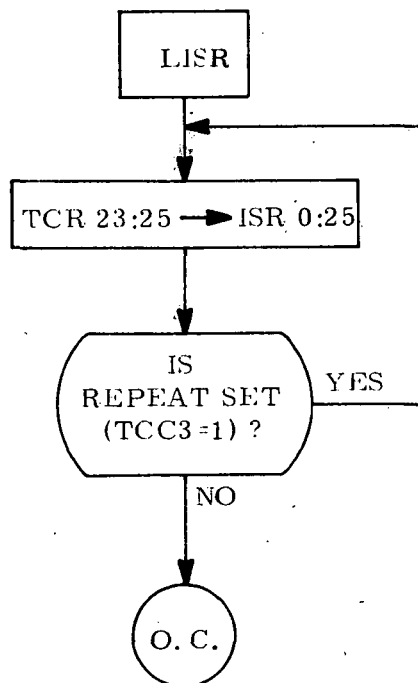 LISR
TCR 23:25 → ISR 0:25
IS
REPEAT SET
(TCC3=1) ?
YES
NO
O. C.